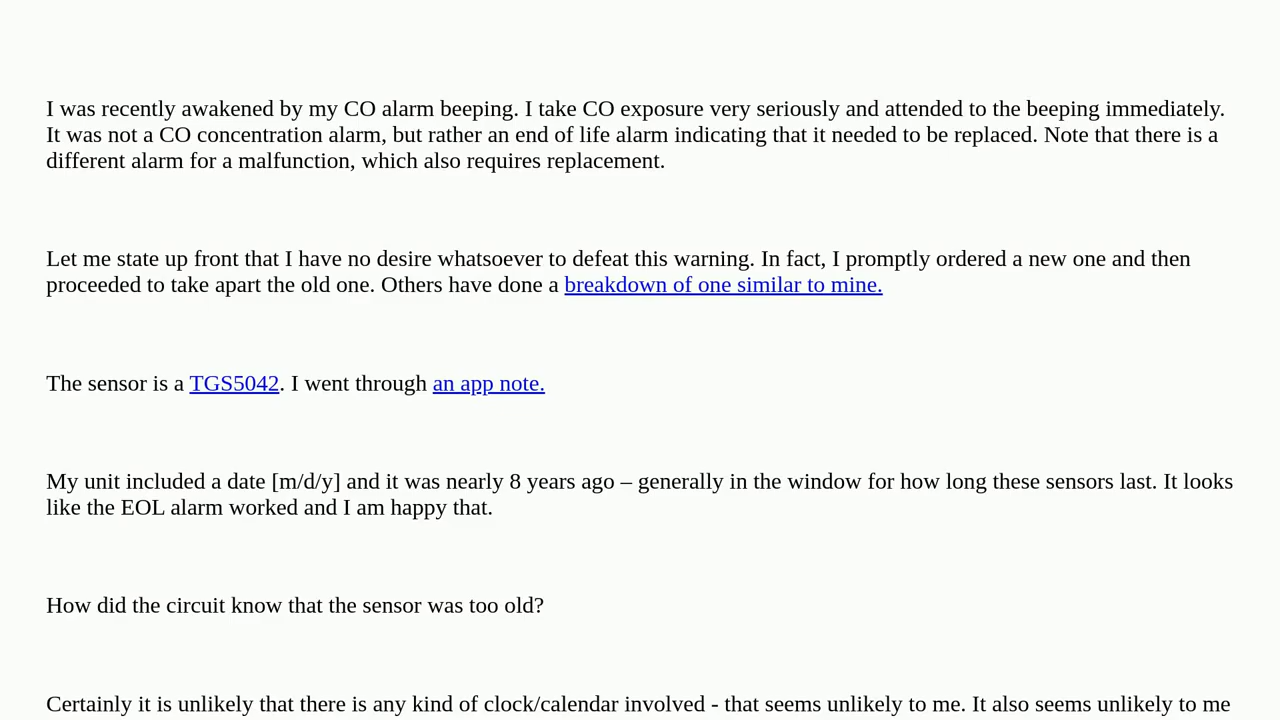 I was recently awakened by my CO alarm beeping. I take CO exposure very seriously and attended to the beeping immediately.
It was not a CO concentration alarm, but rather an end of life alarm indicating that it needed to be replaced. Note that there is a
different alarm for a malfunction, which also requires replacement.
Let me state up front that I have no desire whatsoever to defeat this warning. In fact, I promptly ordered a new one and then
proceeded to take apart the old one. Others have done a breakdown of one similar to mine.
The sensor is a TGS5042. I went through an app note.
My unit included a date [m/d/y] and it was nearly 8 years ago – generally in the window for how long these sensors last. It looks
like the EOL alarm worked and I am happy that.
How did the circuit know that the sensor was too old?
Certainly it is unlikely that there is any kind of clock/calendar involved - that seems unlikely to me. It also seems unlikely to me